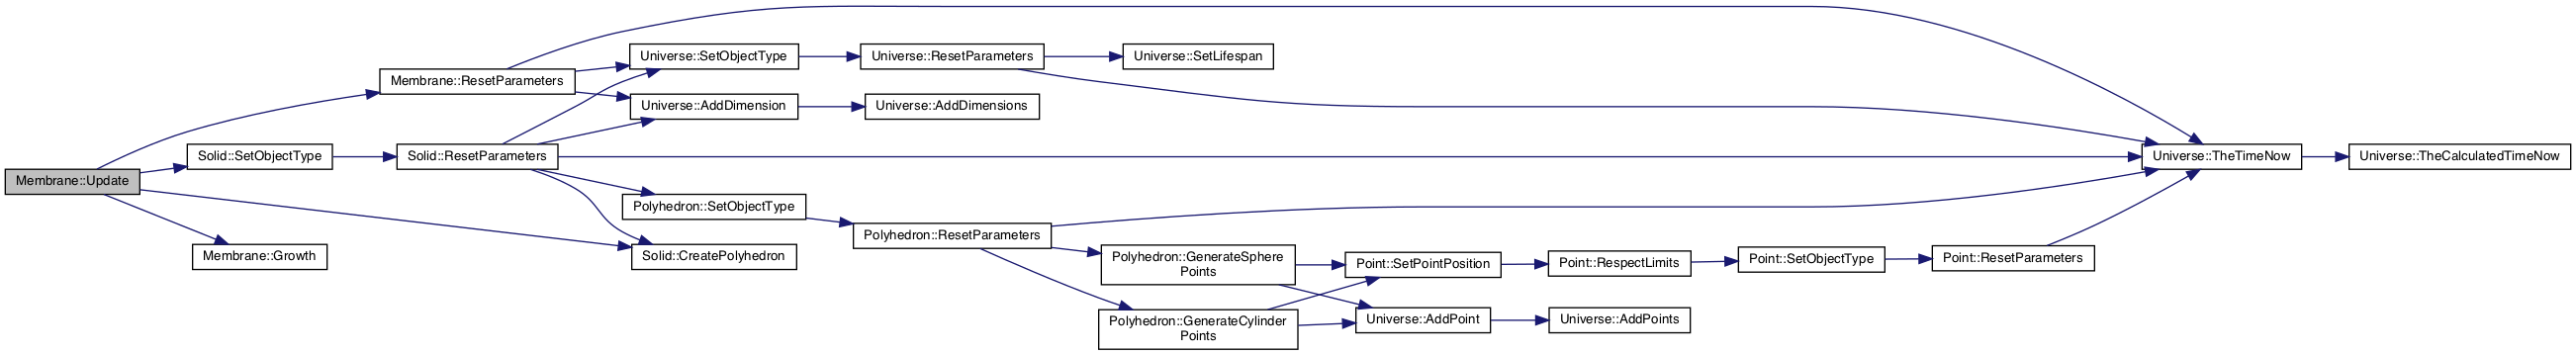 Membrane::Update
Membrane::ResetParameters
Solid::SetObjectType
Membrane::Growth
Universe::SetObjectType
Universe::AddDimension
Solid::ResetParameters
Polyhedron::SetObjectType
Solid::CreatePolyhedron
Universe::ResetParameters
Universe::AddDimensions
Polyhedron::ResetParameters
Universe::SetLifespan
Polyhedron::GenerateSphere
Points
Polyhedron::GenerateCylinder
Points
Point::SetPointPosition
Universe::AddPoint
Point::RespectLimits
Universe::AddPoints
Point::SetObjectType
Point::ResetParameters
Universe::TheTimeNow
Universe::TheCalculatedTimeNow